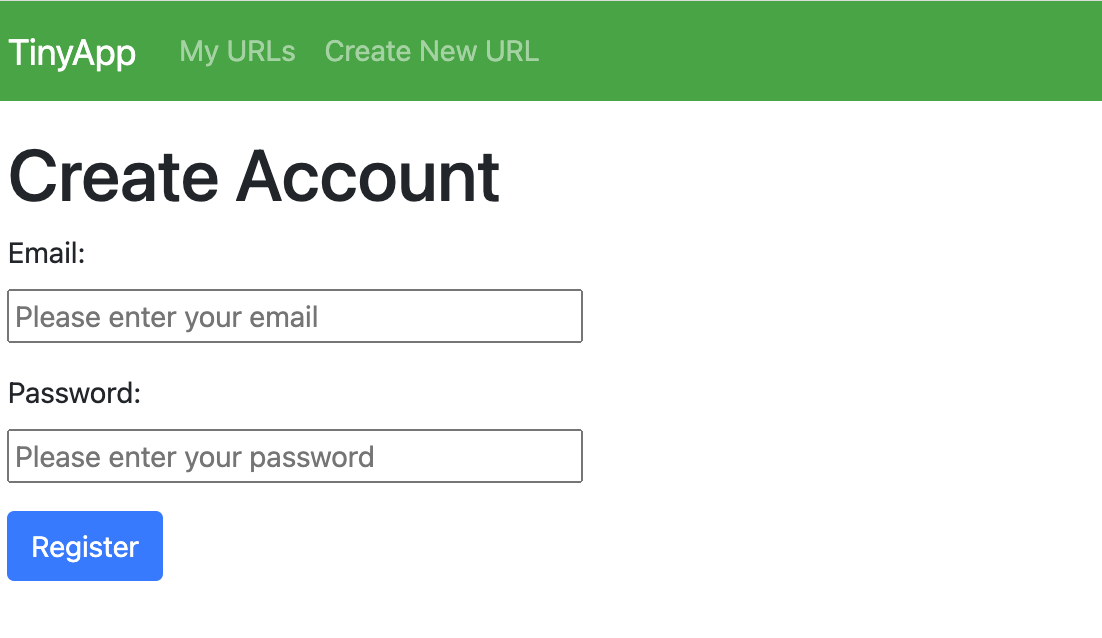 TinyApp My URLs Create New URL
Create Account
Email:
Please enter your email
Password:
Please enter your password
Register